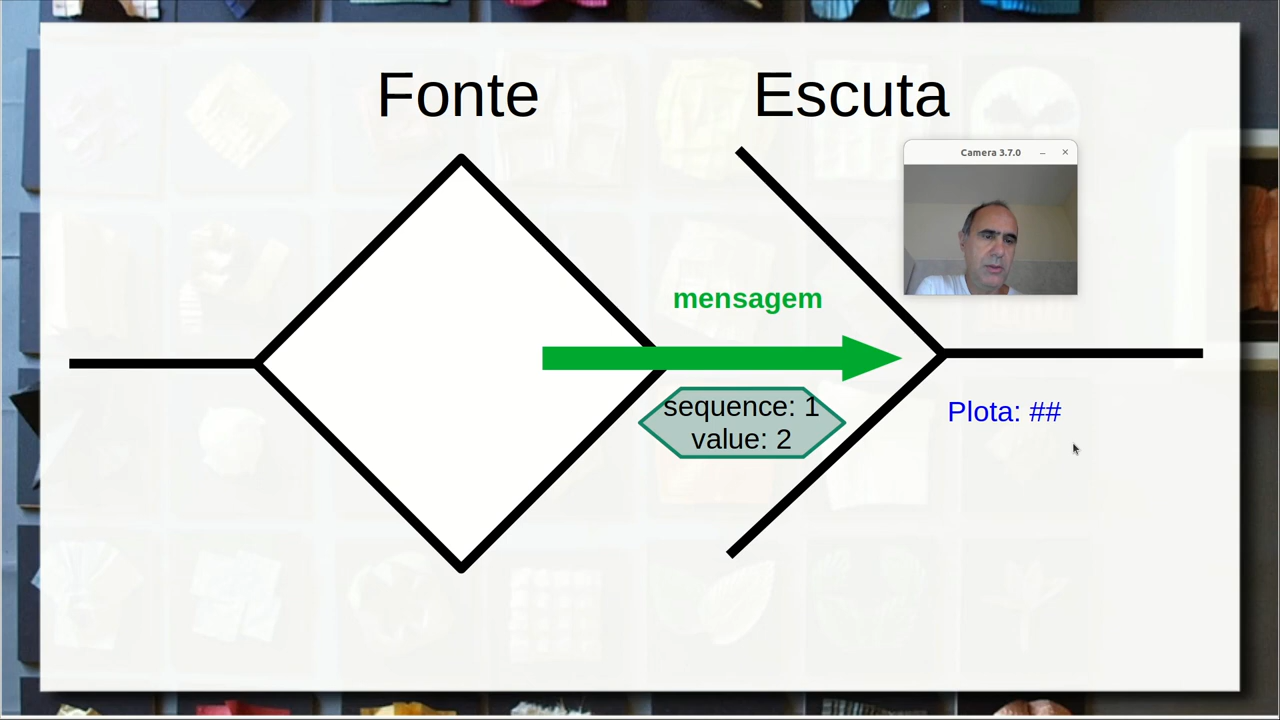 Fonte
Escuta
Camera 3.7.0
mensagem
sequence: 1
value: 2
Plota: ##